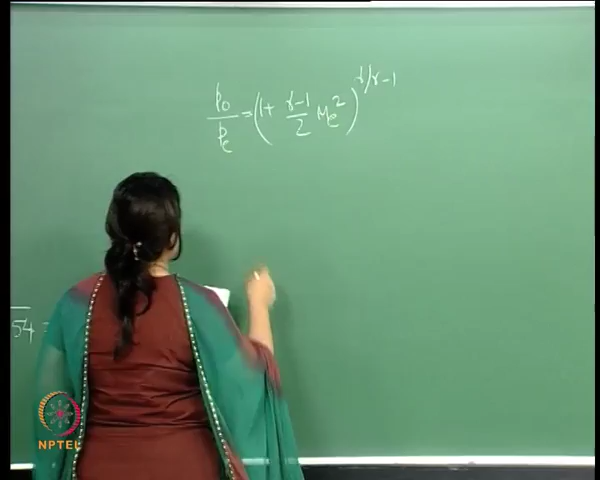 p₀/pₑ = (1 + (γ-1)/2 Mₑ²)^(γ/γ-1)
54 =
NPTEL